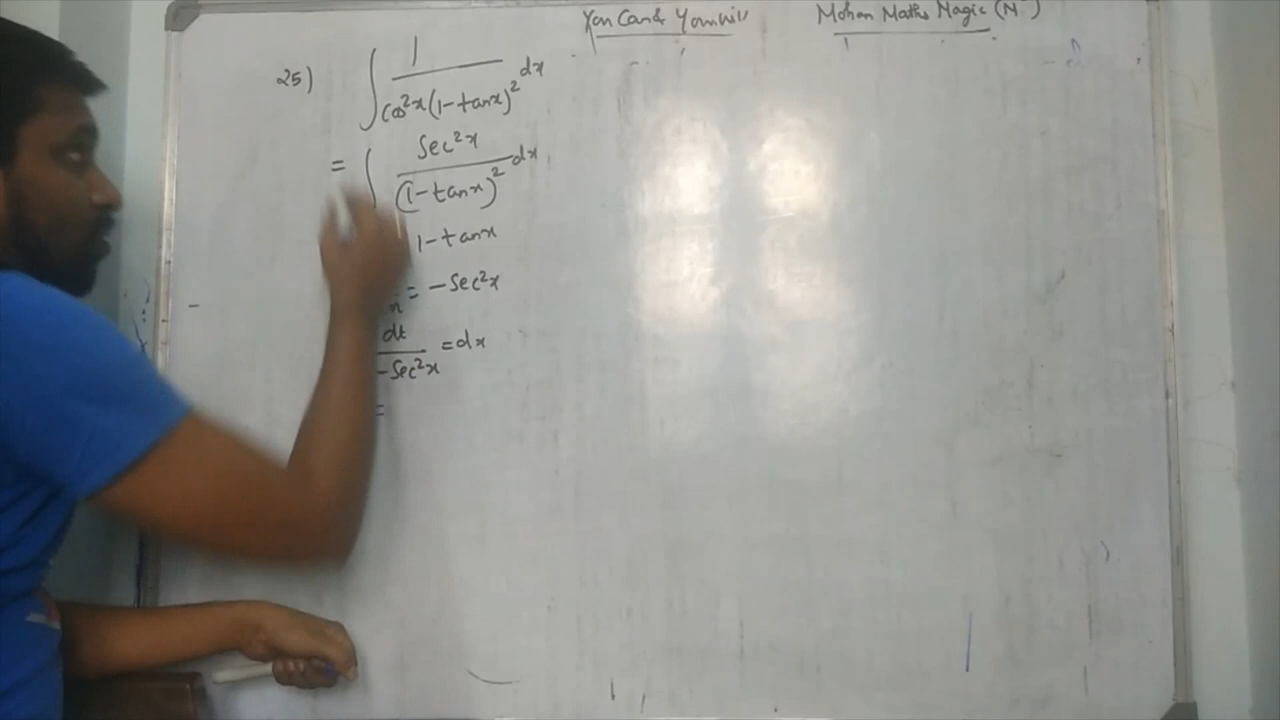 You Can & You will Mohan Maths Magic (M³)
25) ∫ 1 / cos²x(1-tanx)² dx
= ∫ sec²x / (1-tanx)² dx
1-tanx
= -sec²x
dt / -sec²x = dx
=